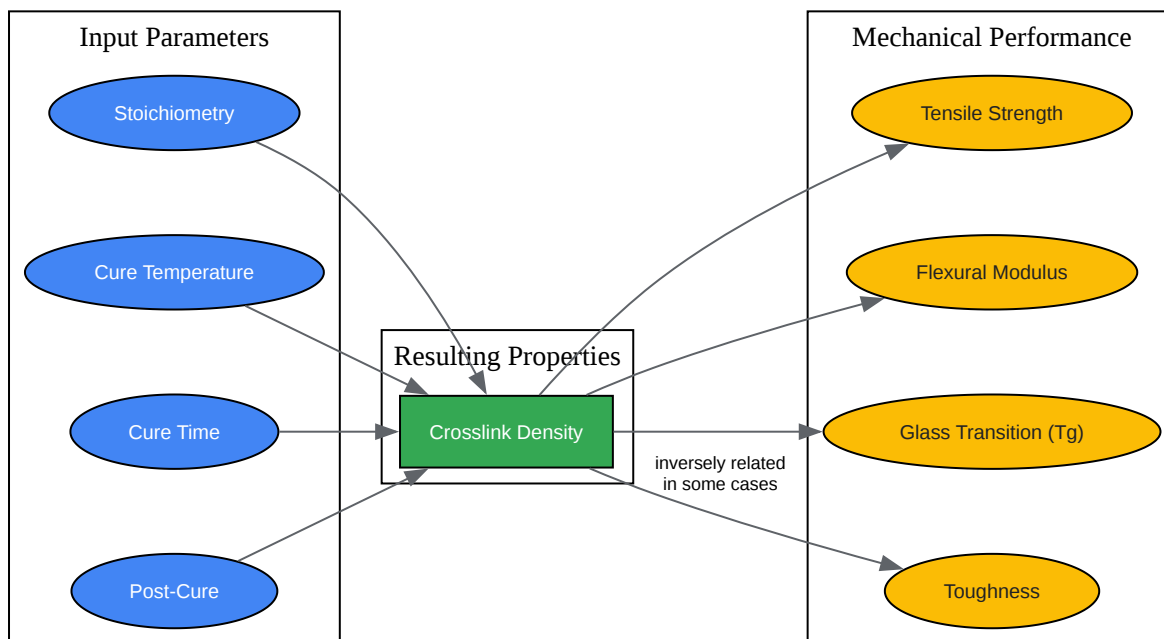 Input Parameters
Stoichiometry
Cure Temperature
Cure Time
Post-Cure
Resulting Properties
Crosslink Density
inversely related
in some cases
Mechanical Performance
Tensile Strength
Flexural Modulus
Glass Transition (Tg)
Toughness